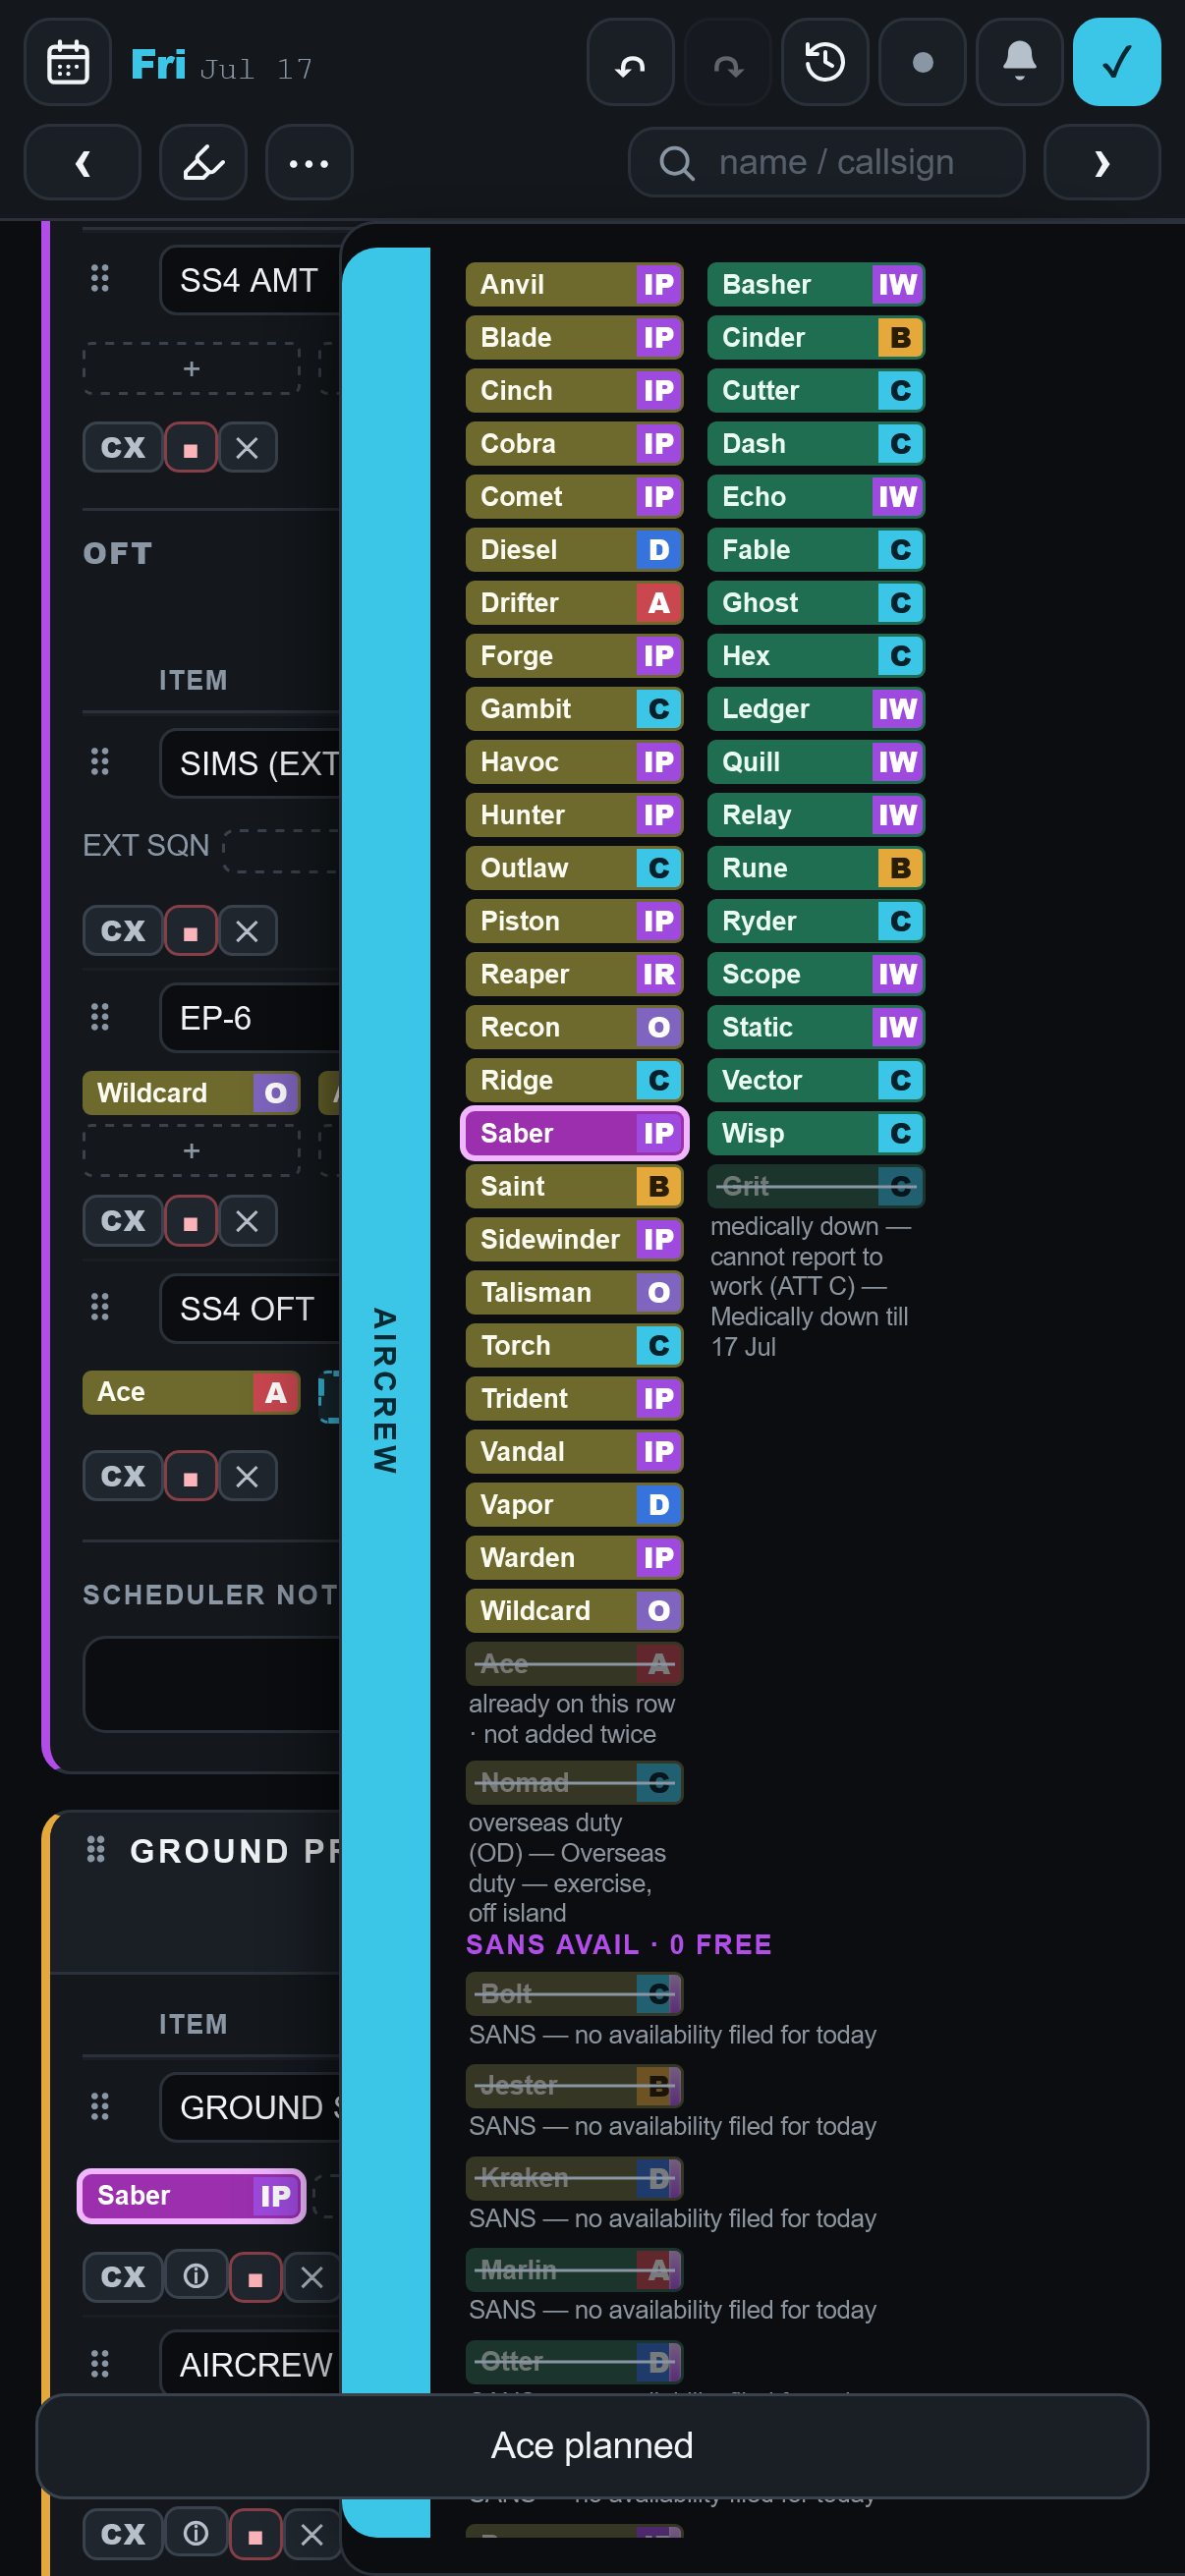 Fri Jul 17
name / callsign
SS4 AMT
+
CX
OFT
ITEM
SIMS (EXT
EXT SQN
CX
EP-6
Wildcard O
+
CX
SS4 OFT
Ace A
CX
SCHEDULER NOT
GROUND PR
ITEM
GROUND S
Saber IP
CX
AIRCREW
CX
AIRCREW
Anvil IP
Blade IP
Cinch IP
Cobra IP
Comet IP
Diesel D
Drifter A
Forge IP
Gambit C
Havoc IP
Hunter IP
Outlaw C
Piston IP
Reaper IR
Recon O
Ridge C
Saber IP
Saint B
Sidewinder IP
Talisman O
Torch C
Trident IP
Vandal IP
Vapor D
Warden IP
Wildcard O
Ace A
already on this row
· not added twice
Nomad C
overseas duty
(OD) — Overseas
duty — exercise,
off island
Basher IW
Cinder B
Cutter C
Dash C
Echo IW
Fable C
Ghost C
Hex C
Ledger IW
Quill IW
Relay IW
Rune B
Ryder C
Scope IW
Static IW
Vector C
Wisp C
Grit C
medically down —
cannot report to
work (ATT C) —
Medically down till
17 Jul
SANS AVAIL · 0 FREE
Bolt C
SANS — no availability filed for today
Jester B
SANS — no availability filed for today
Kraken D
SANS — no availability filed for today
Marlin A
SANS — no availability filed for today
Otter D
Ace planned